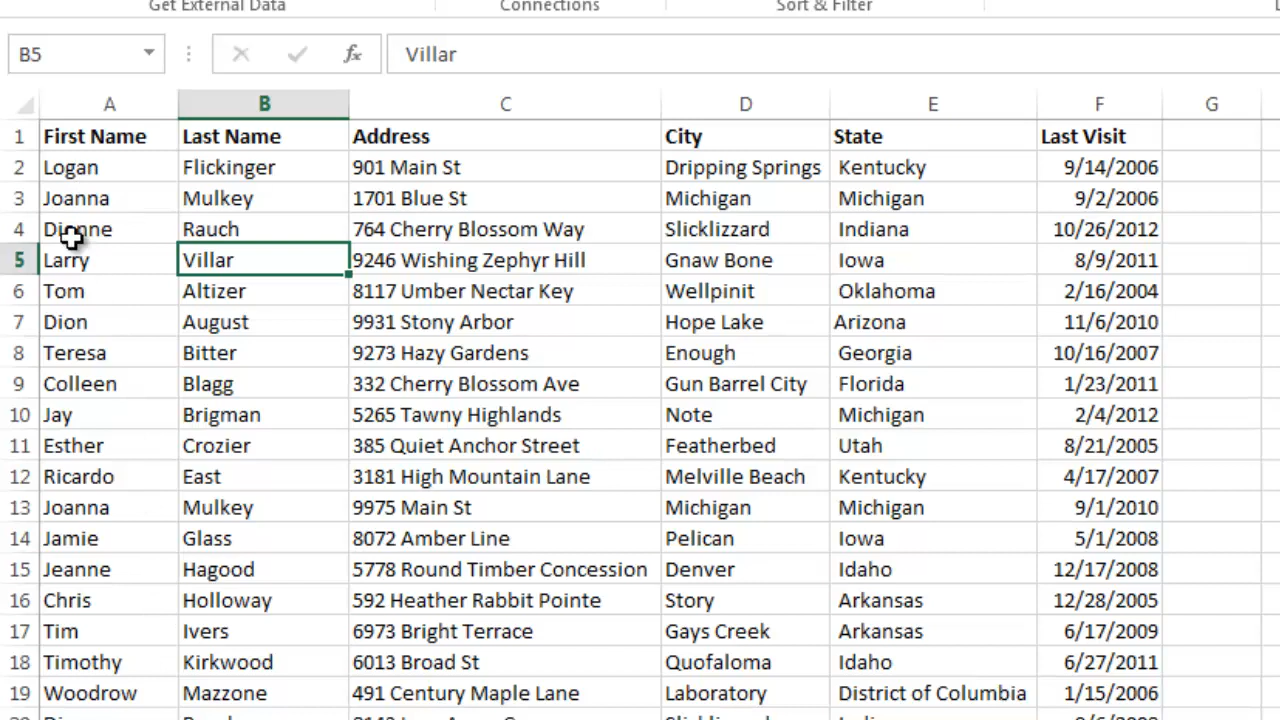 Get External Data Connections Sort & Filter
B5 fx Villar
A B C D E F G
1 First Name Last Name Address City State Last Visit
2 Logan Flickinger 901 Main St Dripping Springs Kentucky 9/14/2006
3 Joanna Mulkey 1701 Blue St Michigan Michigan 9/2/2006
4 Dianne Rauch 764 Cherry Blossom Way Slicklizzard Indiana 10/26/2012
5 Larry Villar 9246 Wishing Zephyr Hill Gnaw Bone Iowa 8/9/2011
6 Tom Altizer 8117 Umber Nectar Key Wellpinit Oklahoma 2/16/2004
7 Dion August 9931 Stony Arbor Hope Lake Arizona 11/6/2010
8 Teresa Bitter 9273 Hazy Gardens Enough Georgia 10/16/2007
9 Colleen Blagg 332 Cherry Blossom Ave Gun Barrel City Florida 1/23/2011
10 Jay Brigman 5265 Tawny Highlands Note Michigan 2/4/2012
11 Esther Crozier 385 Quiet Anchor Street Featherbed Utah 8/21/2005
12 Ricardo East 3181 High Mountain Lane Melville Beach Kentucky 4/17/2007
13 Joanna Mulkey 9975 Main St Michigan Michigan 9/1/2010
14 Jamie Glass 8072 Amber Line Pelican Iowa 5/1/2008
15 Jeanne Hagood 5778 Round Timber Concession Denver Idaho 12/17/2008
16 Chris Holloway 592 Heather Rabbit Pointe Story Arkansas 12/28/2005
17 Tim Ivers 6973 Bright Terrace Gays Creek Arkansas 6/17/2009
18 Timothy Kirkwood 6013 Broad St Quofaloma Idaho 6/27/2011
19 Woodrow Mazzone 491 Century Maple Lane Laboratory District of Columbia 1/15/2006